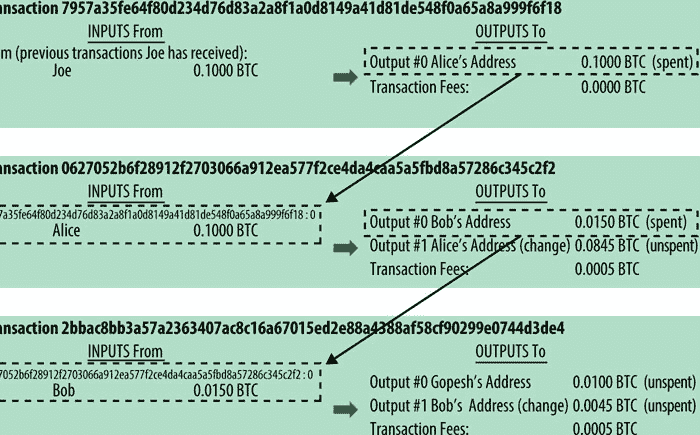 ansaction 7957a35fe64f80d234d76d83a2a8f1a0d8149a41d81de548f0a65a8a999f6f18
INPUTS From
OUTPUTS To
m (previous transactions Joe has received):
Joe 0.1000 BTC
Output #0 Alice's Address 0.1000 BTC (spent)
Transaction Fees: 0.0000 BTC
ansaction 0627052b6f28912f2703066a912ea577f2ce4da4caa5a5fbd8a57286c345c2f2
INPUTS From
OUTPUTS To
7a35fe64f80d234d76d83a2a8f1a0d8149a41d81de548f0a65a8a999f6f18 : 0
Alice 0.1000 BTC
Output #0 Bob's Address 0.0150 BTC (spent)
Output #1 Alice's Address (change) 0.0845 BTC (unspent)
Transaction Fees: 0.0005 BTC
ansaction 2bbac8bb3a57a2363407ac8c16a67015ed2e88a4388af58cf90299e0744d3de4
INPUTS From
OUTPUTS To
7052b6f28912f2703066a912ea577f2ce4da4caa5a5fbd8a57286c345c2f2 : 0
Bob 0.0150 BTC
Output #0 Gopesh's Address 0.0100 BTC (unspent)
Output #1 Bob's Address (change) 0.0045 BTC (unspent)
Transaction Fees: 0.0005 BTC